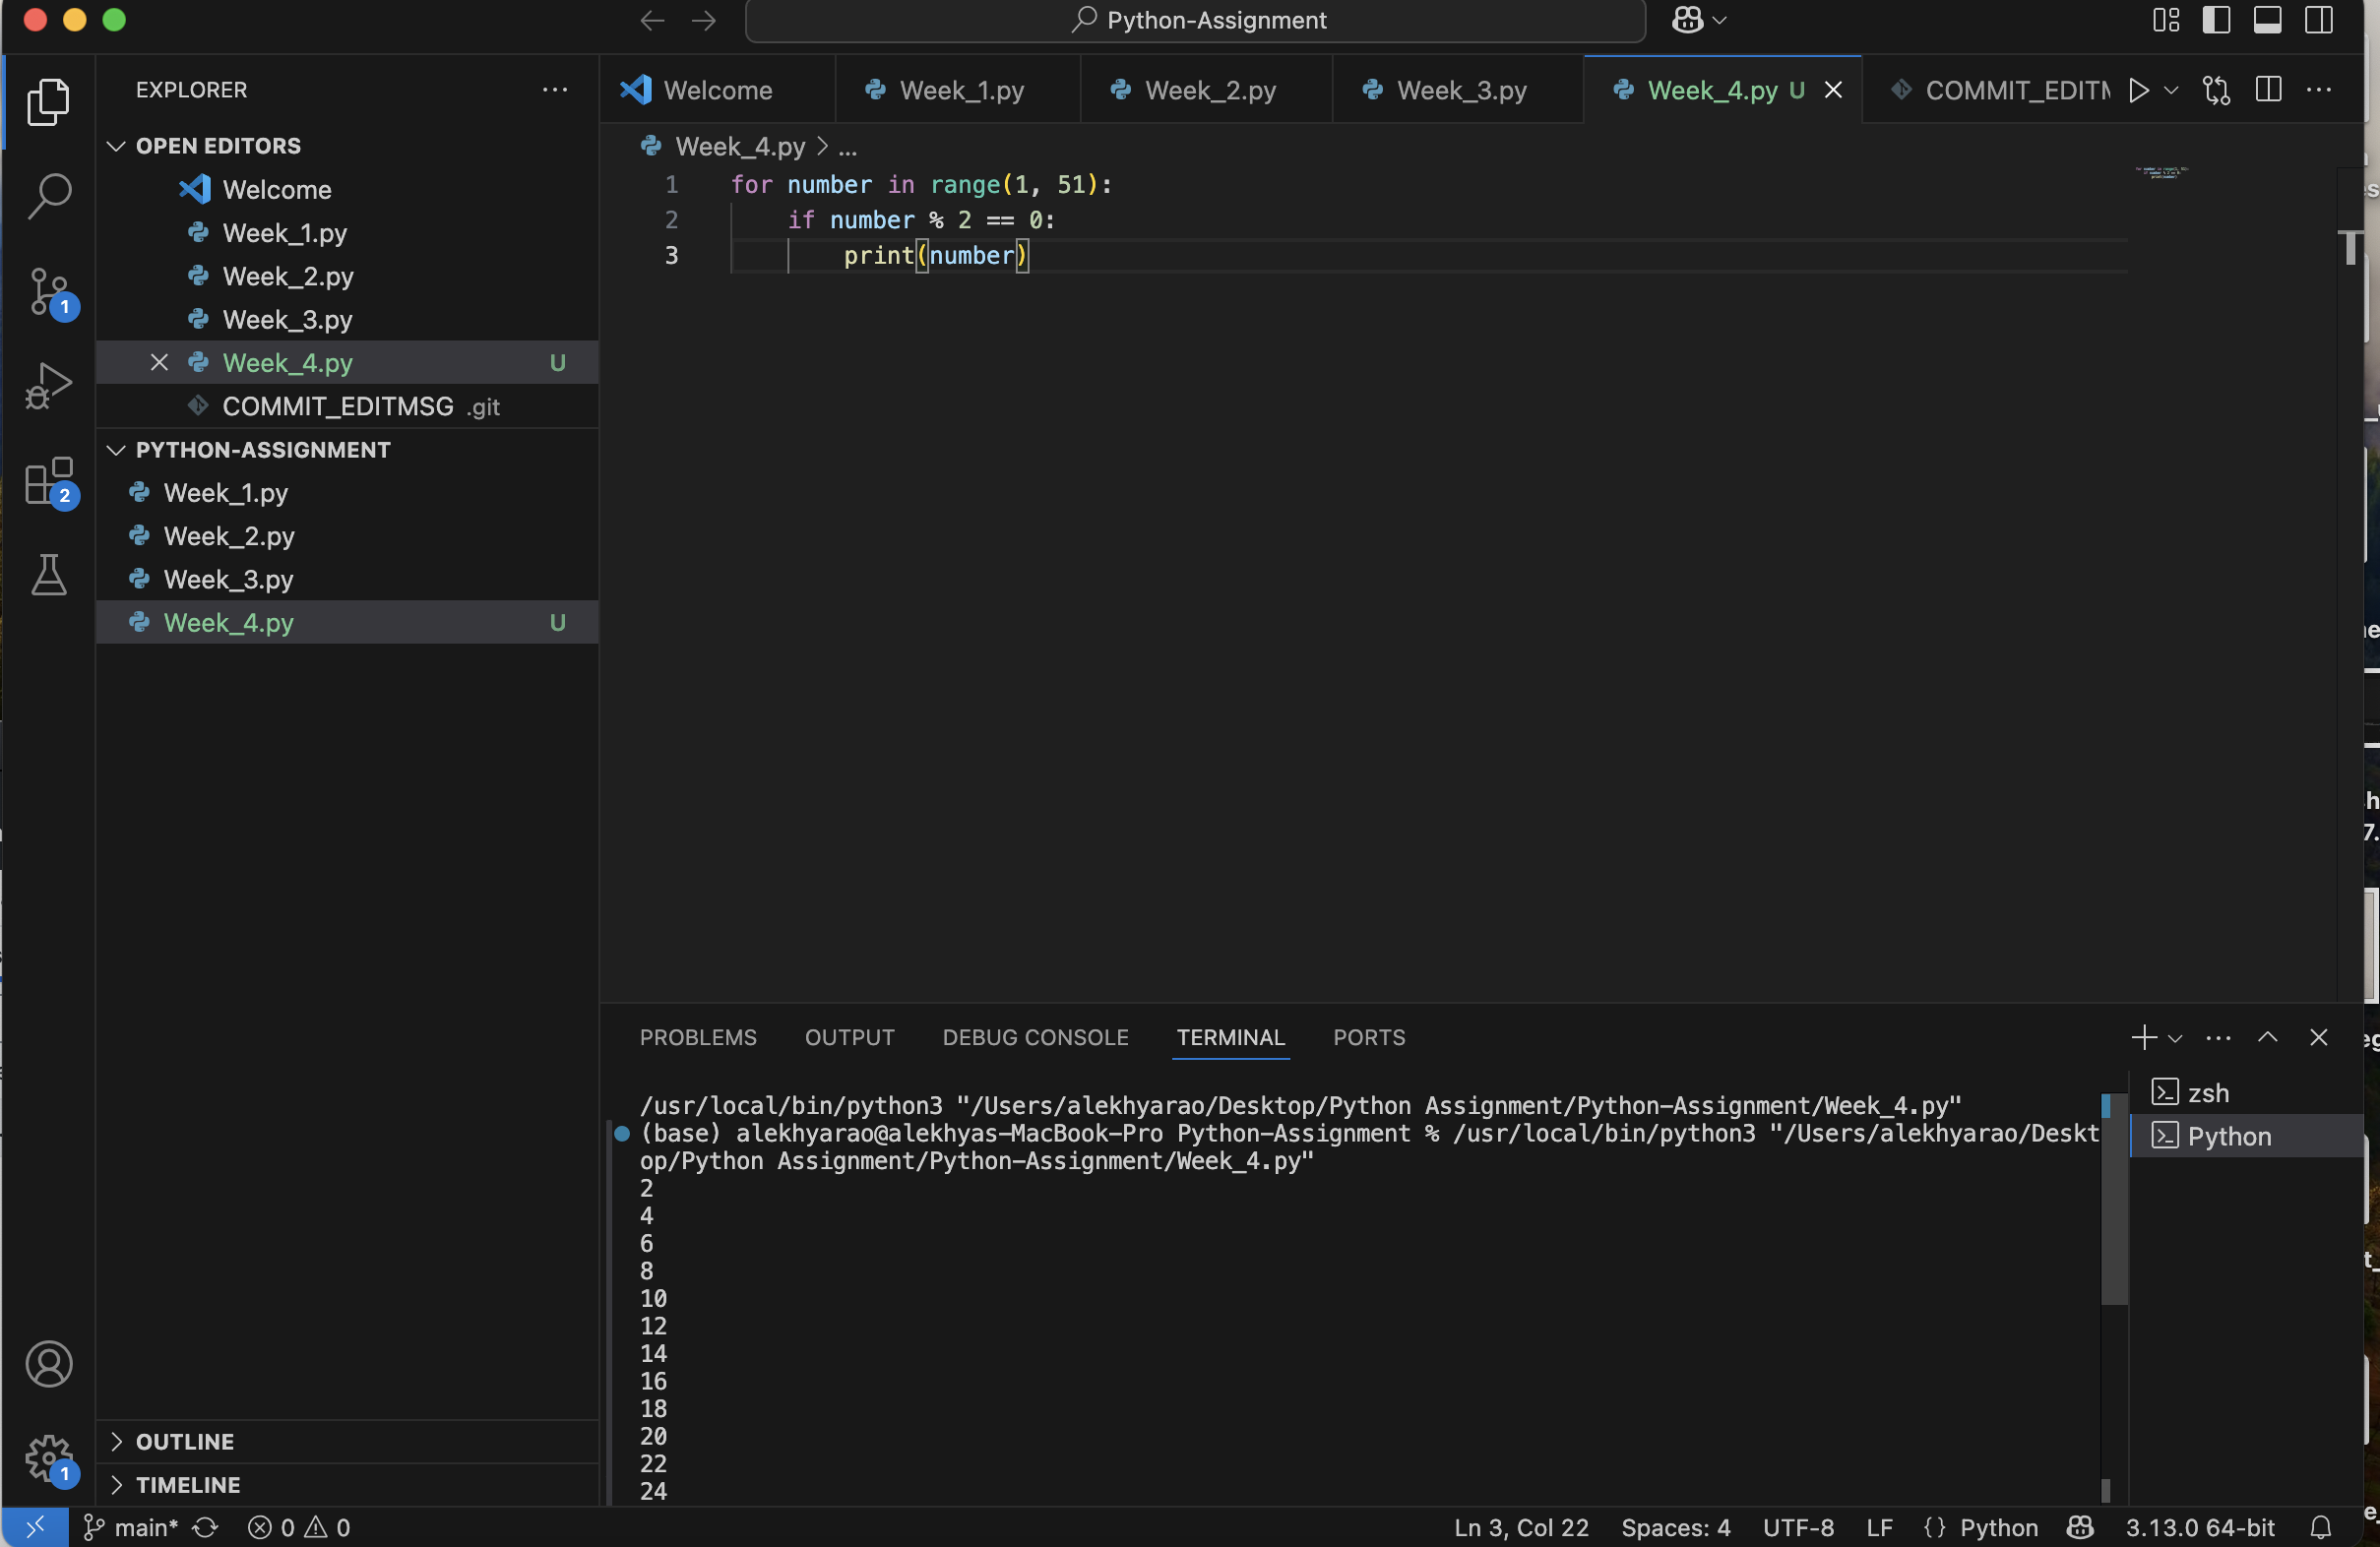 Python-Assignment
EXPLORER
OPEN EDITORS
Welcome
Week_1.py
Week_2.py
Week_3.py
Week_4.py U
COMMIT_EDITMSG .git
PYTHON-ASSIGNMENT
Week_1.py
Week_2.py
Week_3.py
Week_4.py U
OUTLINE
TIMELINE
1
2
1
Welcome Week_1.py Week_2.py Week_3.py Week_4.py U COMMIT_EDITM
Week_4.py > ...
1 for number in range(1, 51):
2 if number % 2 == 0:
3 print(number)
PROBLEMS OUTPUT DEBUG CONSOLE TERMINAL PORTS
/usr/local/bin/python3 "/Users/alekhyarao/Desktop/Python Assignment/Python-Assignment/Week_4.py"
(base) alekhyarao@alekhyas-MacBook-Pro Python-Assignment % /usr/local/bin/python3 "/Users/alekhyarao/Deskt
op/Python Assignment/Python-Assignment/Week_4.py"
2
4
6
8
10
12
14
16
18
20
22
24
zsh
Python
main* 0 0 Ln 3, Col 22 Spaces: 4 UTF-8 LF {} Python 3.13.0 64-bit